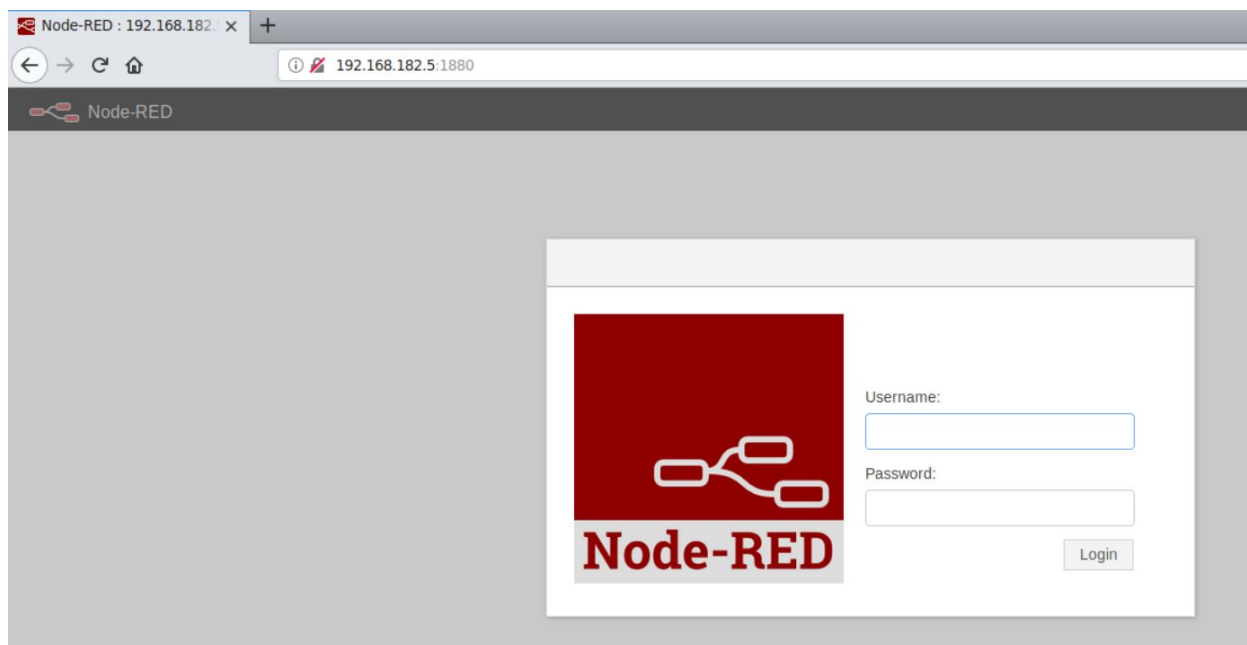 Node-RED : 192.168.182.
192.168.182.5:1880
Node-RED
Username:
Password:
Node-RED
Login